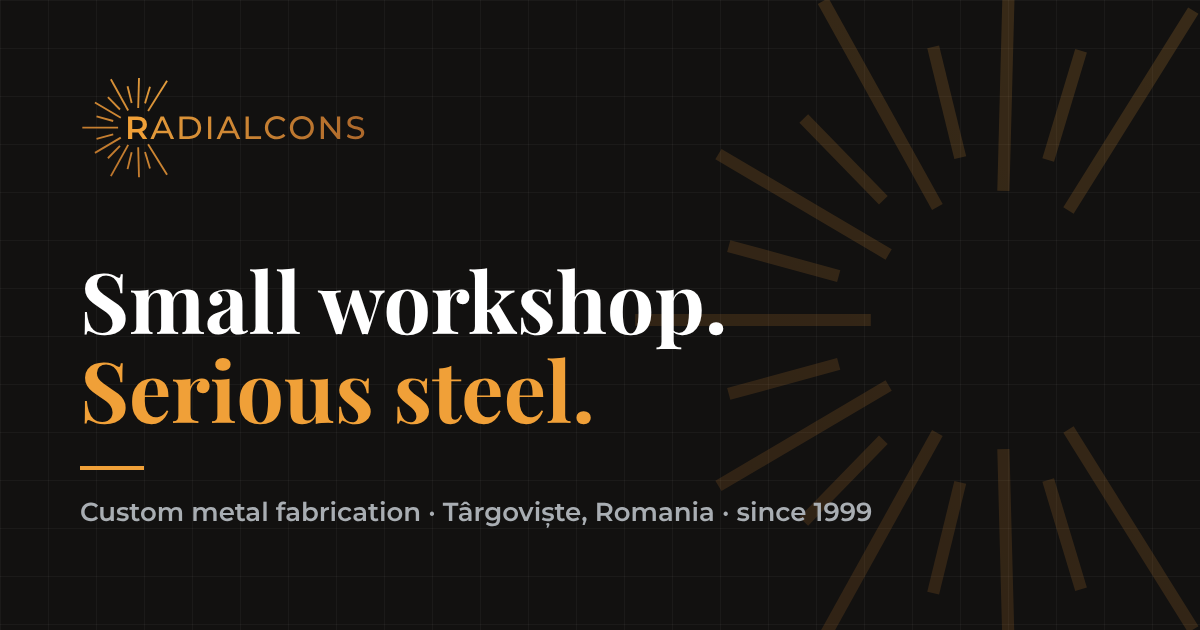 RADIALCONS
Small workshop.
Serious steel.
Custom metal fabrication · Târgoviște, Romania · since 1999